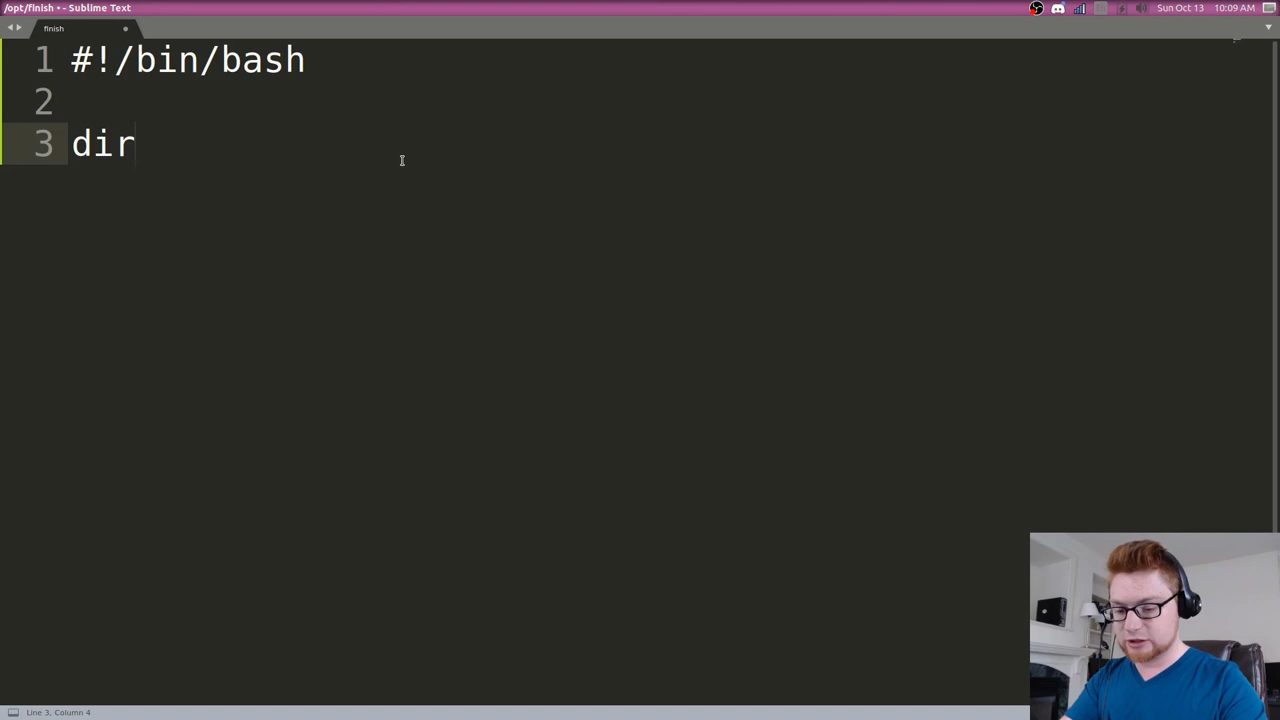 /opt/finish • - Sublime Text
Sun Oct 13 10:09 AM
finish
1 #!/bin/bash
2
3 dir
Line 3, Column 4